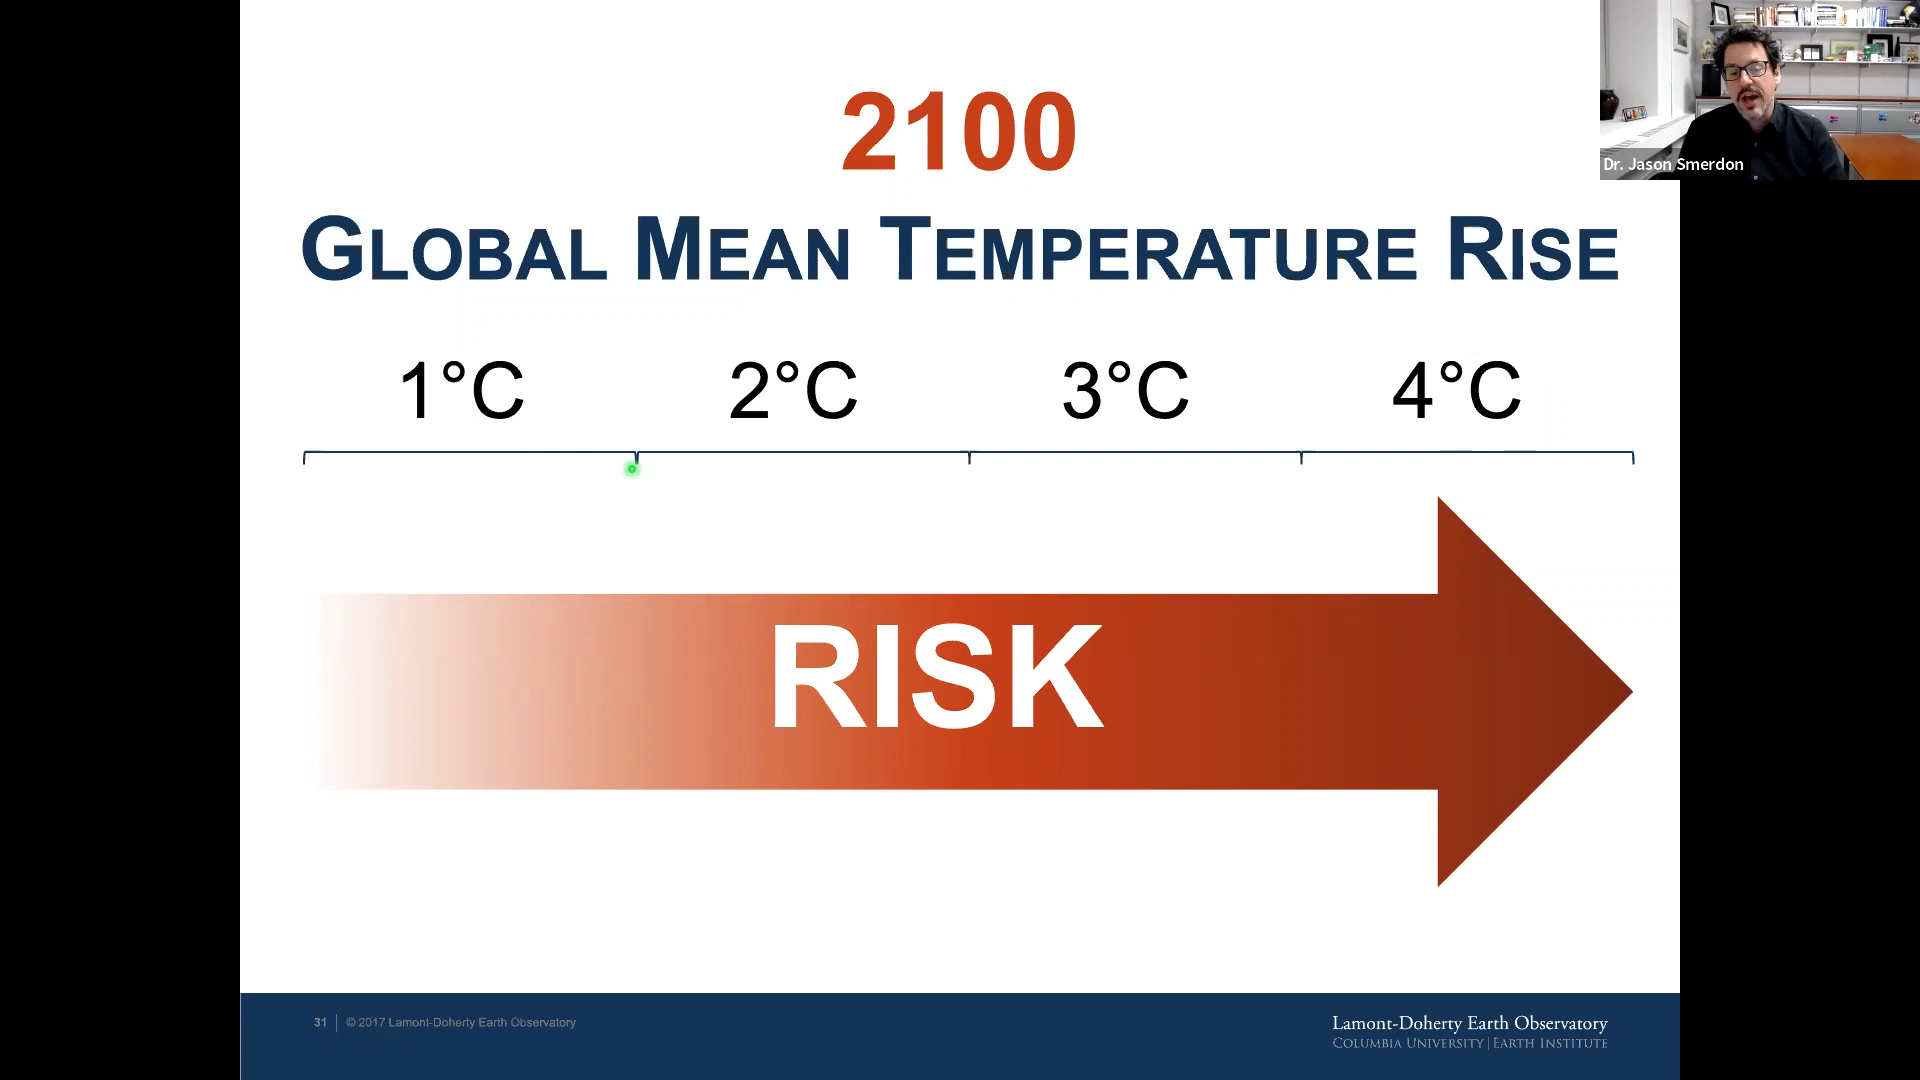 2100
GLOBAL MEAN TEMPERATURE RISE
1°C 2°C 3°C 4°C
RISK
Dr. Jason Smerdon
31 | © 2017 Lamont-Doherty Earth Observatory
Lamont-Doherty Earth Observatory
COLUMBIA UNIVERSITY | EARTH INSTITUTE